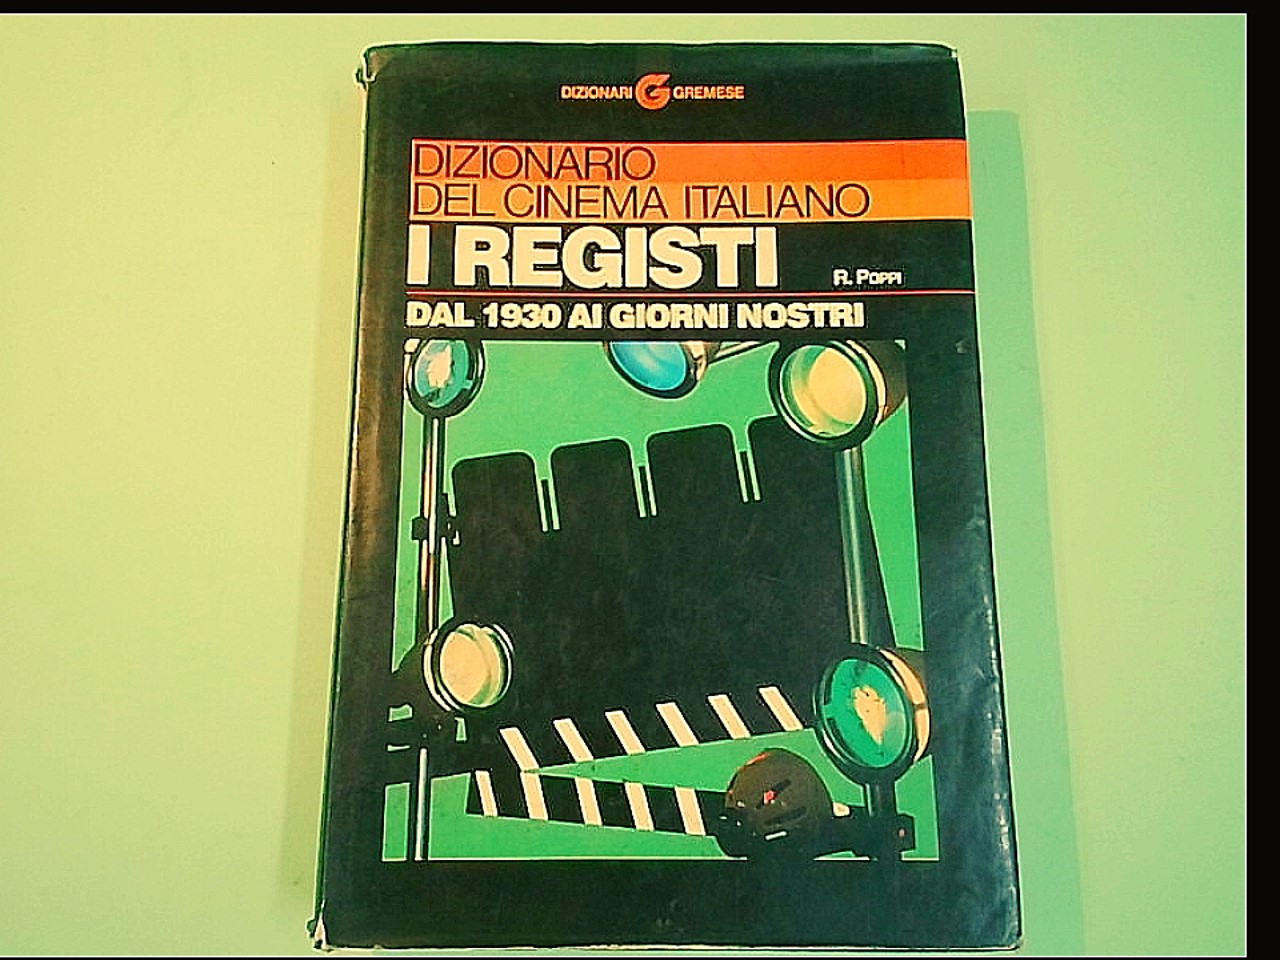 DIZIONARI GREMESE
DIZIONARIO
DEL CINEMA ITALIANO
I REGISTI
R. POPPI
DAL 1930 AI GIORNI NOSTRI